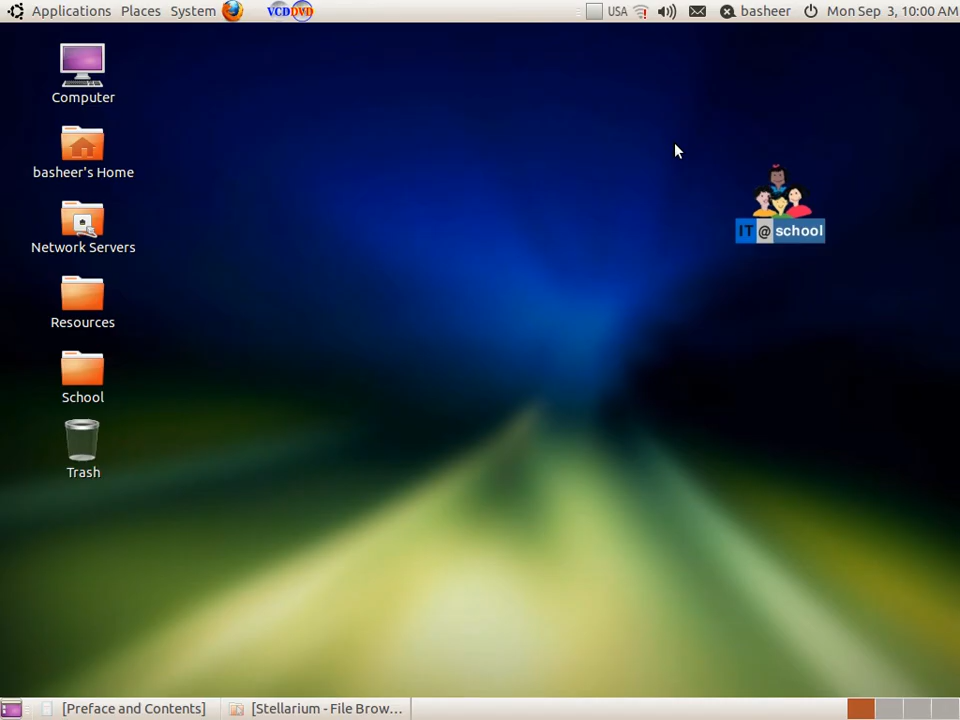 Applications Places System VCD DVD USA basheer Mon Sep 3, 10:00 AM
Computer
basheer's Home
Network Servers
Resources
School
Trash
IT @ school
[Preface and Contents] [Stellarium - File Brow...